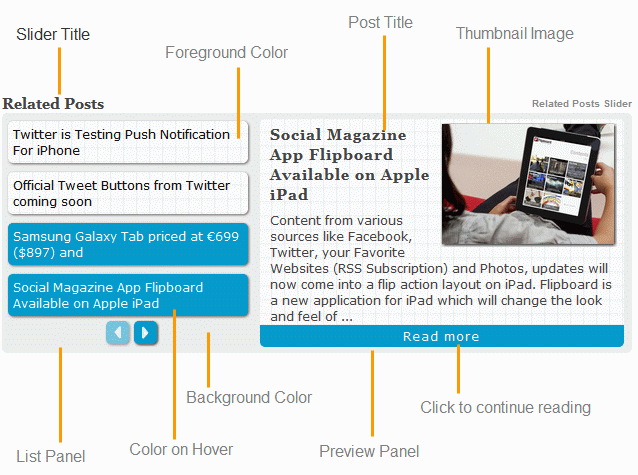 Slider Title
Foreground Color
Post Title
Thumbnail Image
Related Posts
Related Posts Slider
Twitter is Testing Push Notification
For iPhone
Official Tweet Buttons from Twitter
coming soon
Samsung Galaxy Tab priced at €699
($897) and
Social Magazine App Flipboard
Available on Apple iPad
Social Magazine
App Flipboard
Available on Apple
iPad
Content from various
sources like Facebook,
Twitter, your Favorite
Websites (RSS Subscription) and Photos, updates will
now come into a flip action layout on iPad. Flipboard is
a new application for iPad which will change the look
and feel of ...
Read more
Background Color
Click to continue reading
List Panel
Color on Hover
Preview Panel